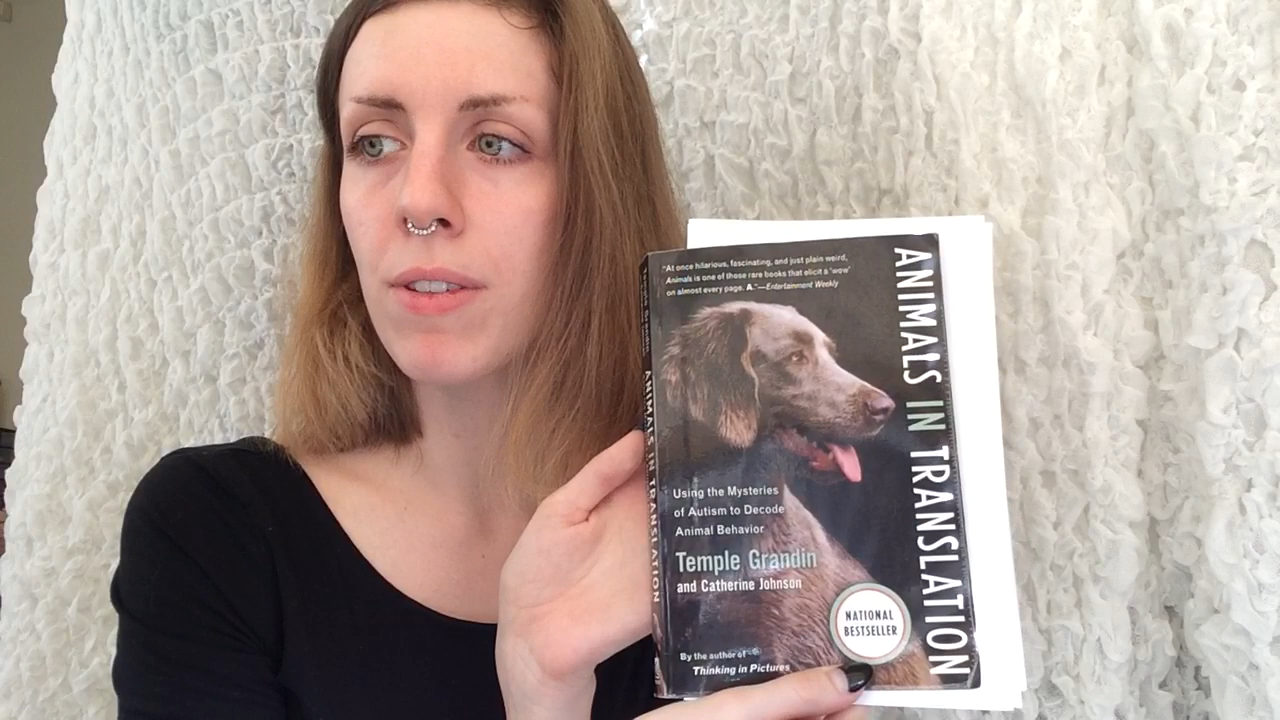 "At once hilarious, fascinating, and just plain weird,
Animals is one of those rare books that elicit a 'wow'
on almost every page. A."—Entertainment Weekly
ANIMALS IN TRANSLATION
Using the Mysteries
of Autism to Decode
Animal Behavior
Temple Grandin
and Catherine Johnson
NATIONAL
BESTSELLER
By the author of
Thinking in Pictures
ANIMALS IN TRANSLATION